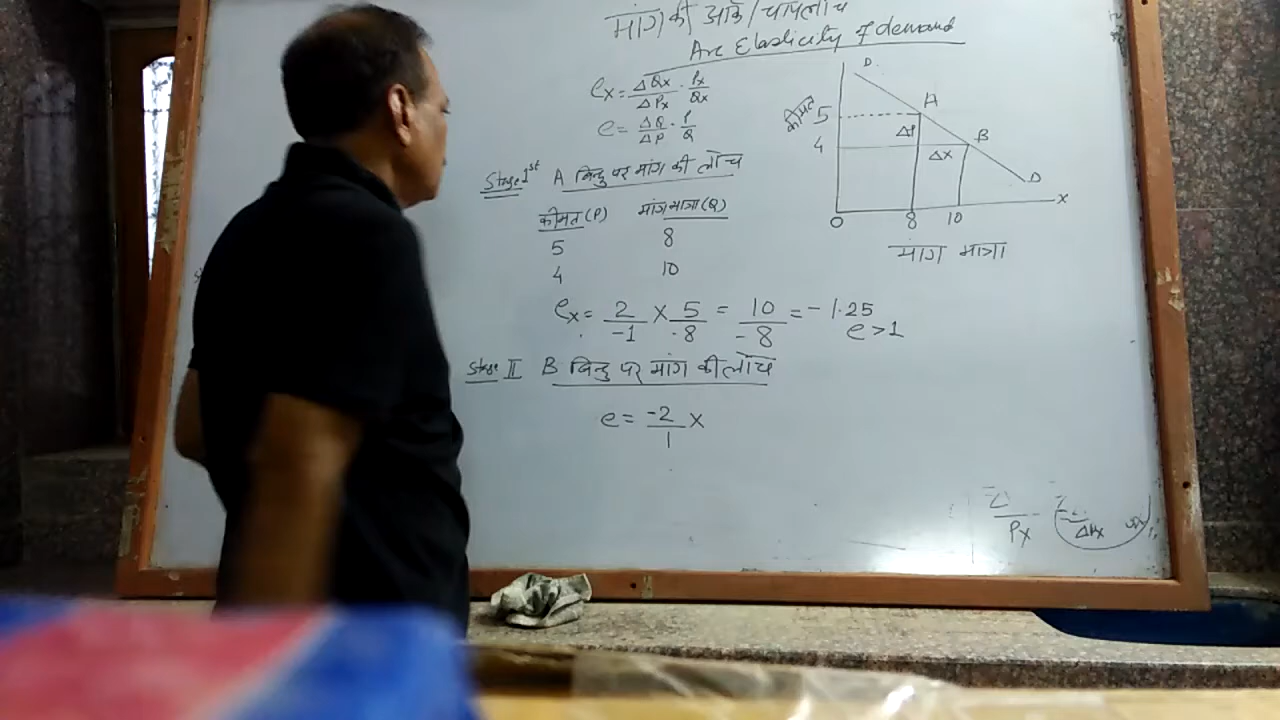 मांग की आर्क / चापलोच
Arc Elasticity of demand
ex = ΔQx/ΔPx · Px/Qx
e = ΔQ/ΔP · P/Q
Stage 1st A बिन्दु पर मांग की लोच
कीमत (P) मांग मात्रा (Q)
5 8
4 10
ex = 2/-1 X 5/8 = 10/-8 = -1.25
e > 1
Stage II B बिन्दु पर मांग की लोच
e = -2/1 X
D
कीमत
5 A
ΔP
4 B
ΔX
D
O 8 10 X
मांग मात्रा
Px ΔPx